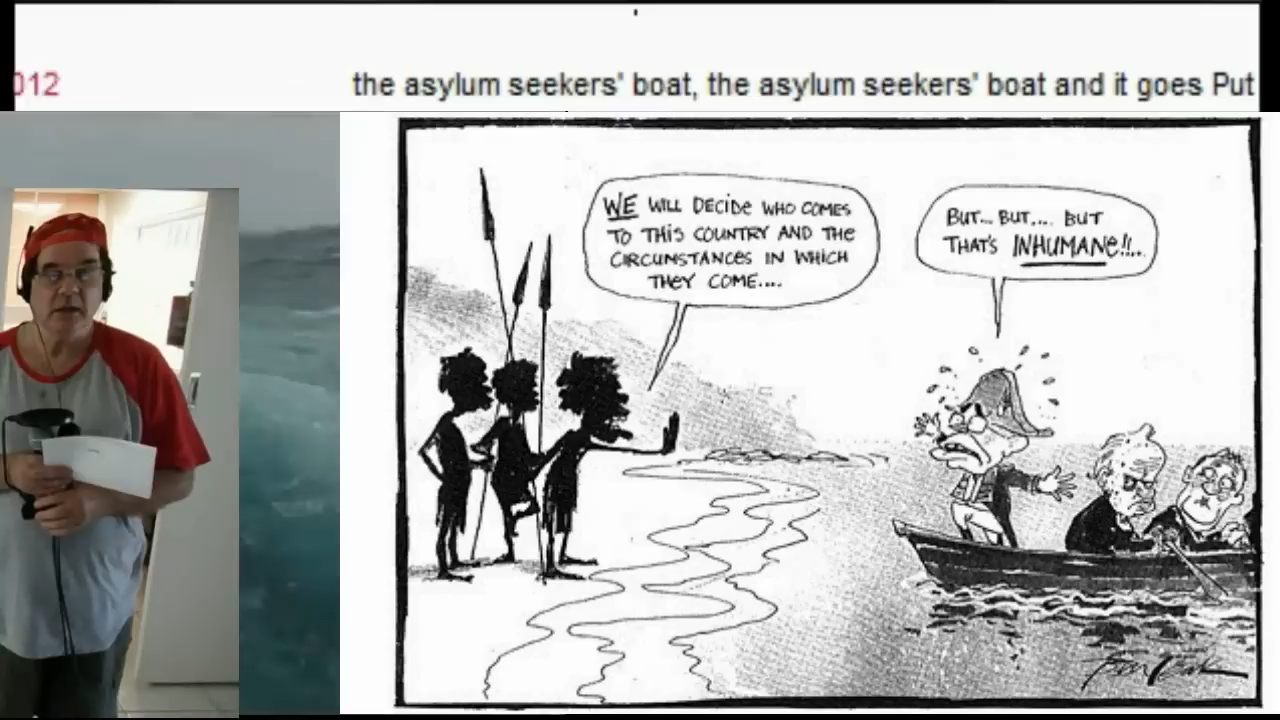 012
the asylum seekers' boat, the asylum seekers' boat and it goes Put
WE WILL DECIDE WHO COMES
TO THIS COUNTRY AND THE
CIRCUMSTANCES IN WHICH
THEY COME....
BUT... BUT.... BUT
THAT'S INHUMANE!!...